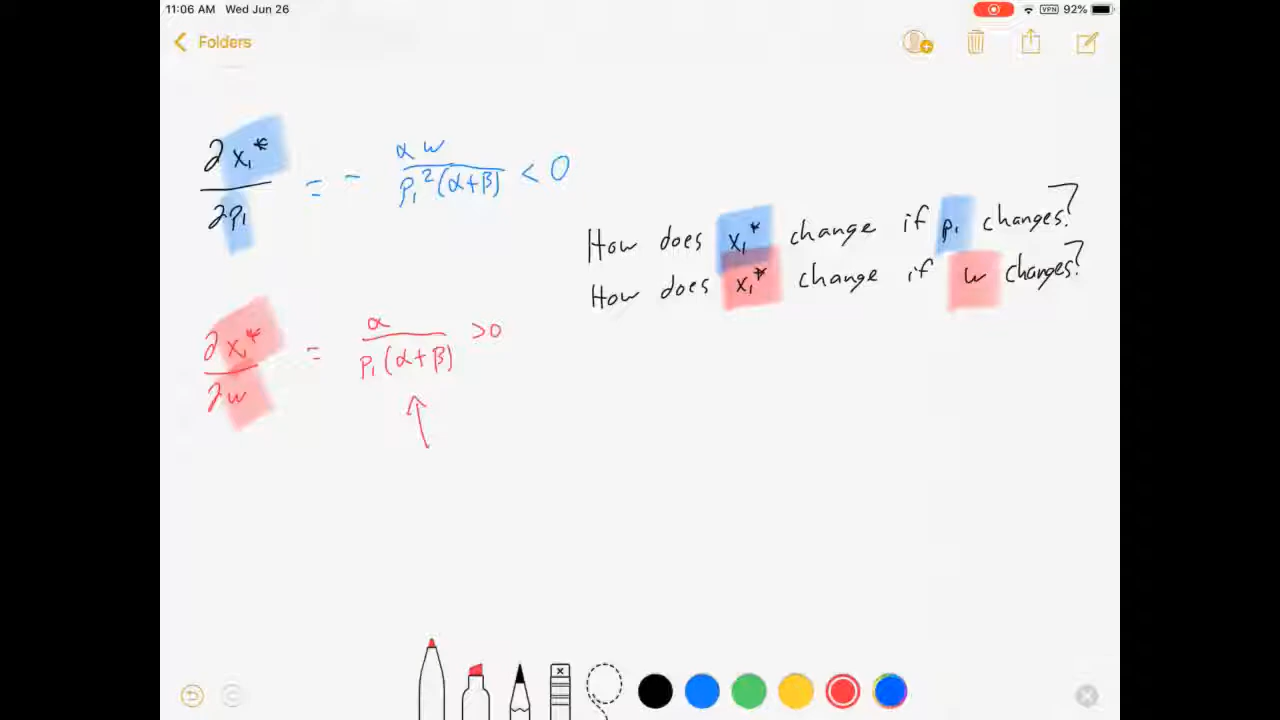 11:06 AM Wed Jun 26
VPN 92%
Folders
∂x₁*/∂p₁ = - αw/p₁²(α+β) < 0
How does x₁* change if p₁ changes?
How does x₁* change if w changes?
∂x₁*/∂w = α/p₁(α+β) >0